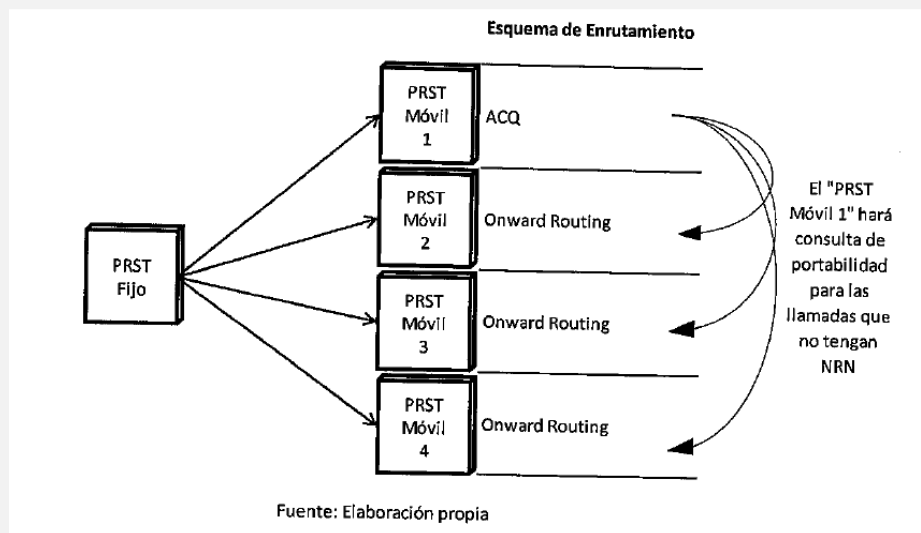 Esquema de Enrutamiento
PRST
Móvil
1
ACQ
PRST
Móvil
2
Onward Routing
PRST
Fijo
PRST
Móvil
3
Onward Routing
PRST
Móvil
4
Onward Routing
El "PRST
Móvil 1" hará
consulta de
portabilidad
para las
llamadas que
no tengan
NRN
Fuente: Elaboración propia